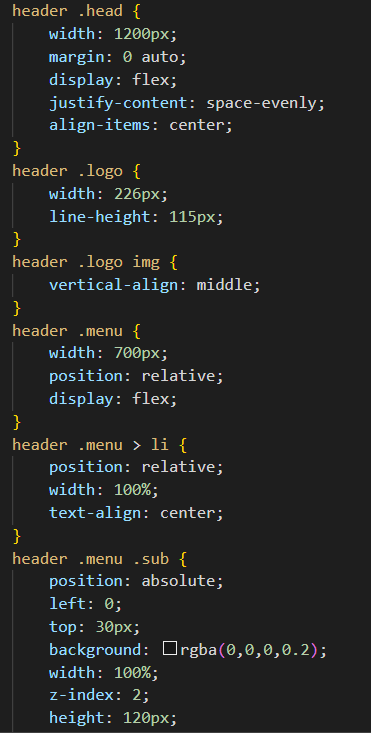 header .head {
    width: 1200px;
    margin: 0 auto;
    display: flex;
    justify-content: space-evenly;
    align-items: center;
}
header .logo {
    width: 226px;
    line-height: 115px;
}
header .logo img {
    vertical-align: middle;
}
header .menu {
    width: 700px;
    position: relative;
    display: flex;
}
header .menu > li {
    position: relative;
    width: 100%;
    text-align: center;
}
header .menu .sub {
    position: absolute;
    left: 0;
    top: 30px;
    background: rgba(0,0,0,0.2);
    width: 100%;
    z-index: 2;
    height: 120px;